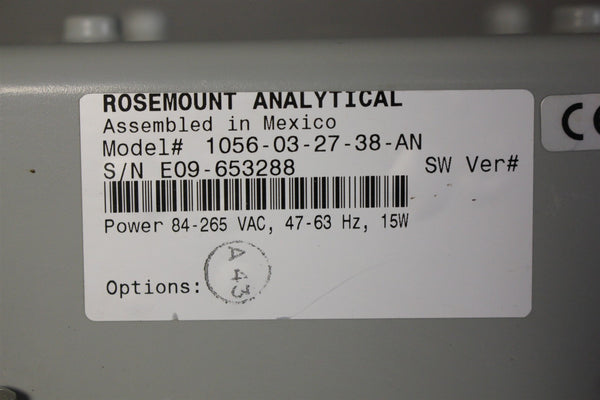 ROSEMOUNT ANALYTICAL
Assembled in Mexico
Model# 1056-03-27-38-AN
S/N E09-653288 SW Ver#
Power 84-265 VAC, 47-63 Hz, 15W
Options:
A 43
CE